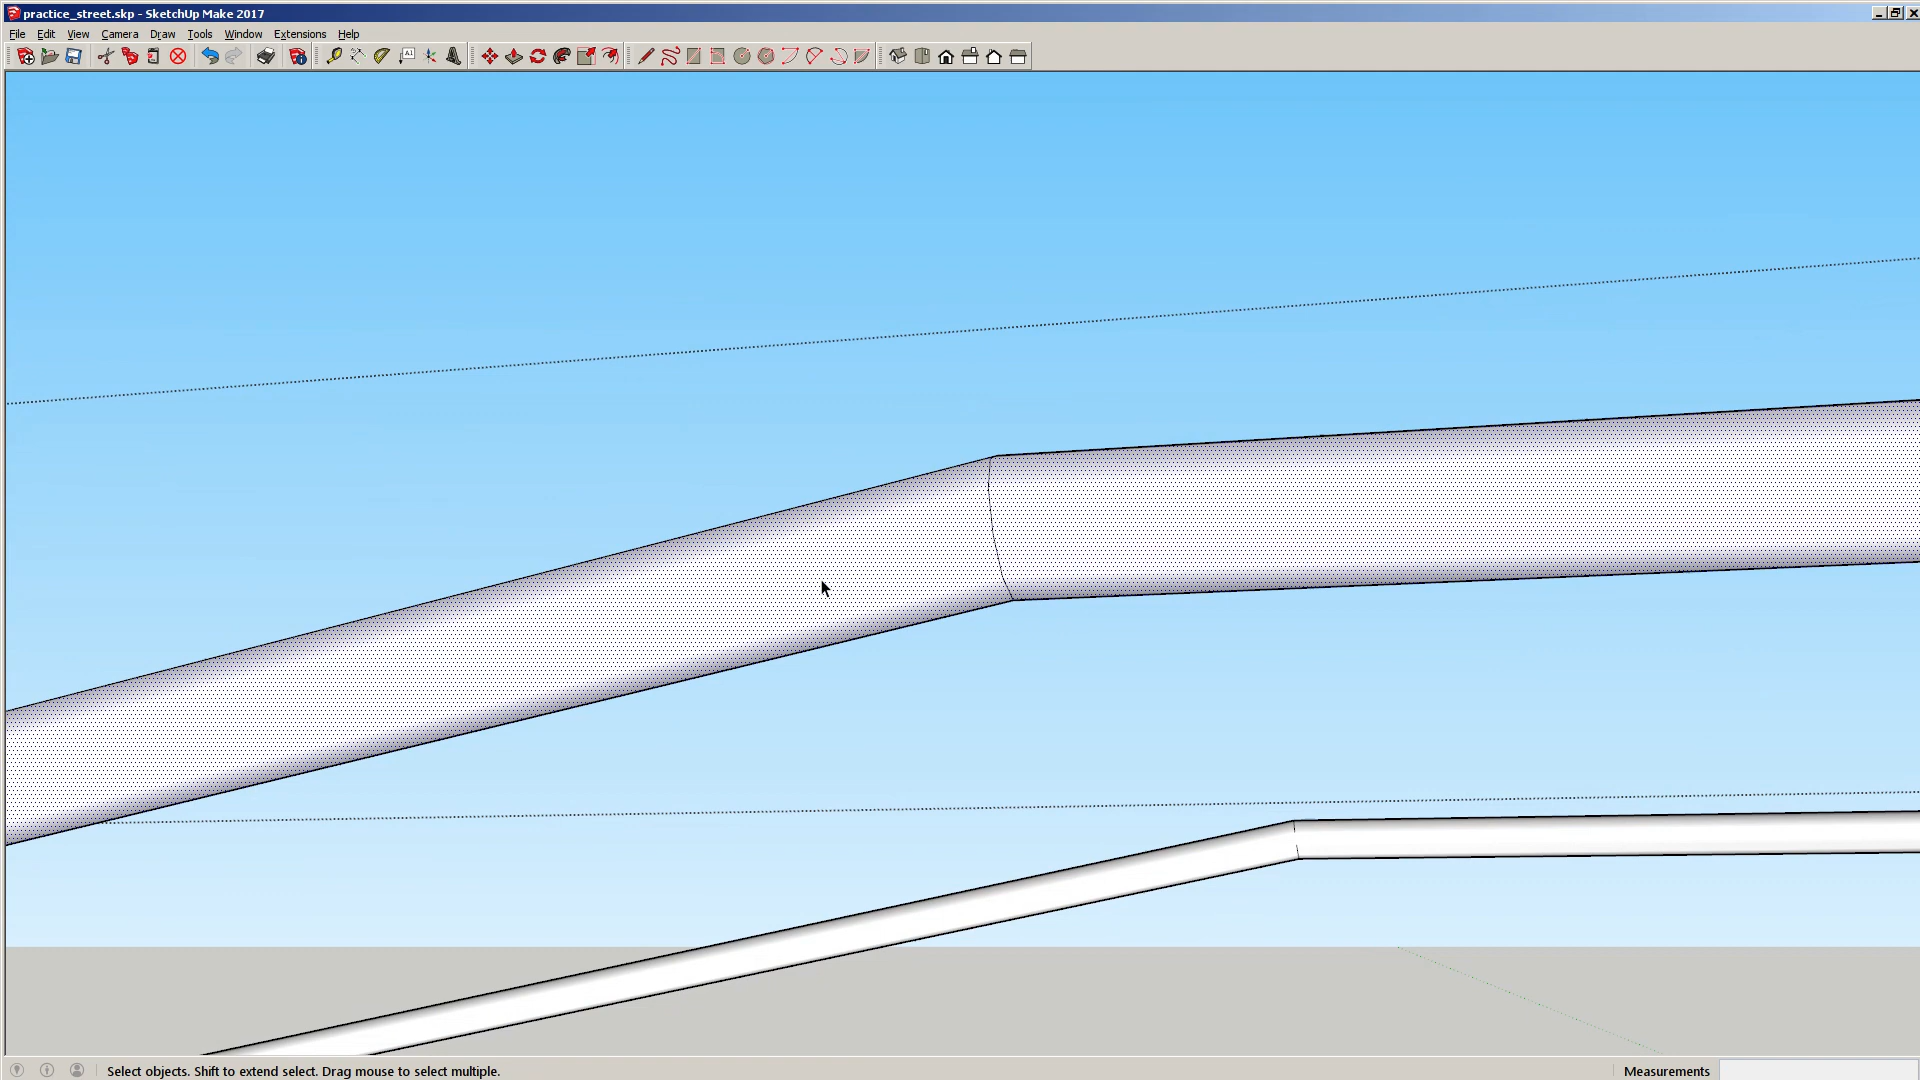 practice_street.skp - SketchUp Make 2017
File Edit View Camera Draw Tools Window Extensions Help
Select objects. Shift to extend select. Drag mouse to select multiple.
Measurements